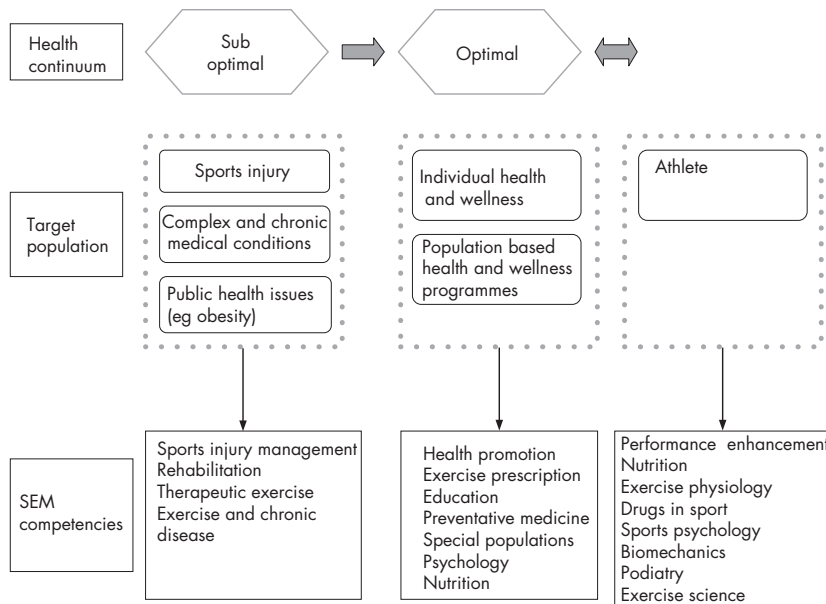 Health
continuum
Sub
optimal
Optimal
Target
population
Sports injury
Complex and chronic
medical conditions
Public health issues
(eg obesity)
Individual health
and wellness
Population based
health and wellness
programmes
Athlete
SEM
competencies
Sports injury management
Rehabilitation
Therapeutic exercise
Exercise and chronic
disease
Health promotion
Exercise prescription
Education
Preventative medicine
Special populations
Psychology
Nutrition
Performance enhancement
Nutrition
Exercise physiology
Drugs in sport
Sports psychology
Biomechanics
Podiatry
Exercise science